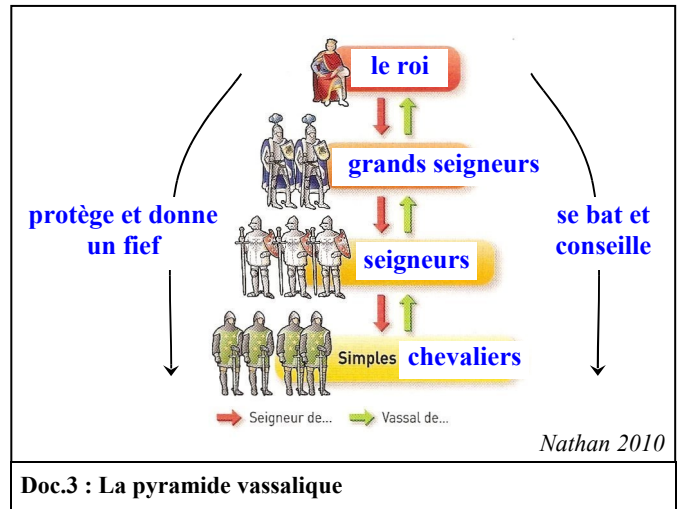 le roi
grands seigneurs
protège et donne
un fief
se bat et
conseille
seigneurs
Simples chevaliers
Seigneur de... Vassal de...
Nathan 2010
Doc.3 : La pyramide vassalique